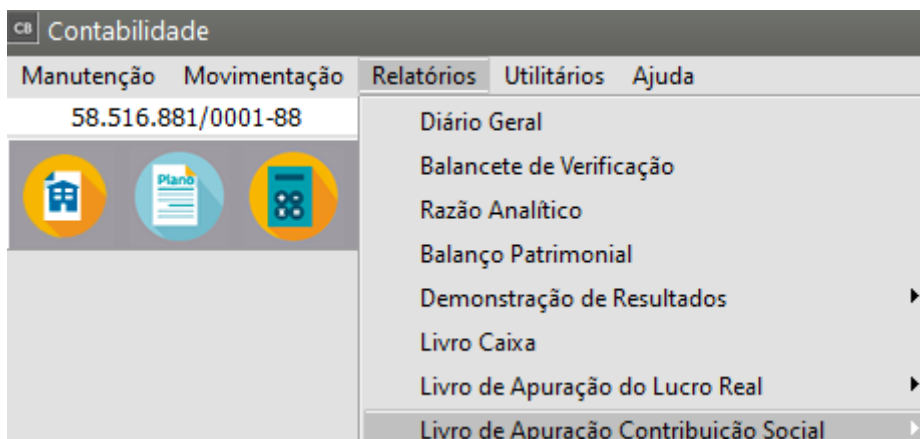 CB Contabilidade
Manutenção Movimentação Relatórios Utilitários Ajuda
58.516.881/0001-88
Plano
Diário Geral
Balancete de Verificação
Razão Analítico
Balanço Patrimonial
Demonstração de Resultados
Livro Caixa
Livro de Apuração do Lucro Real
Livro de Apuração Contribuição Social